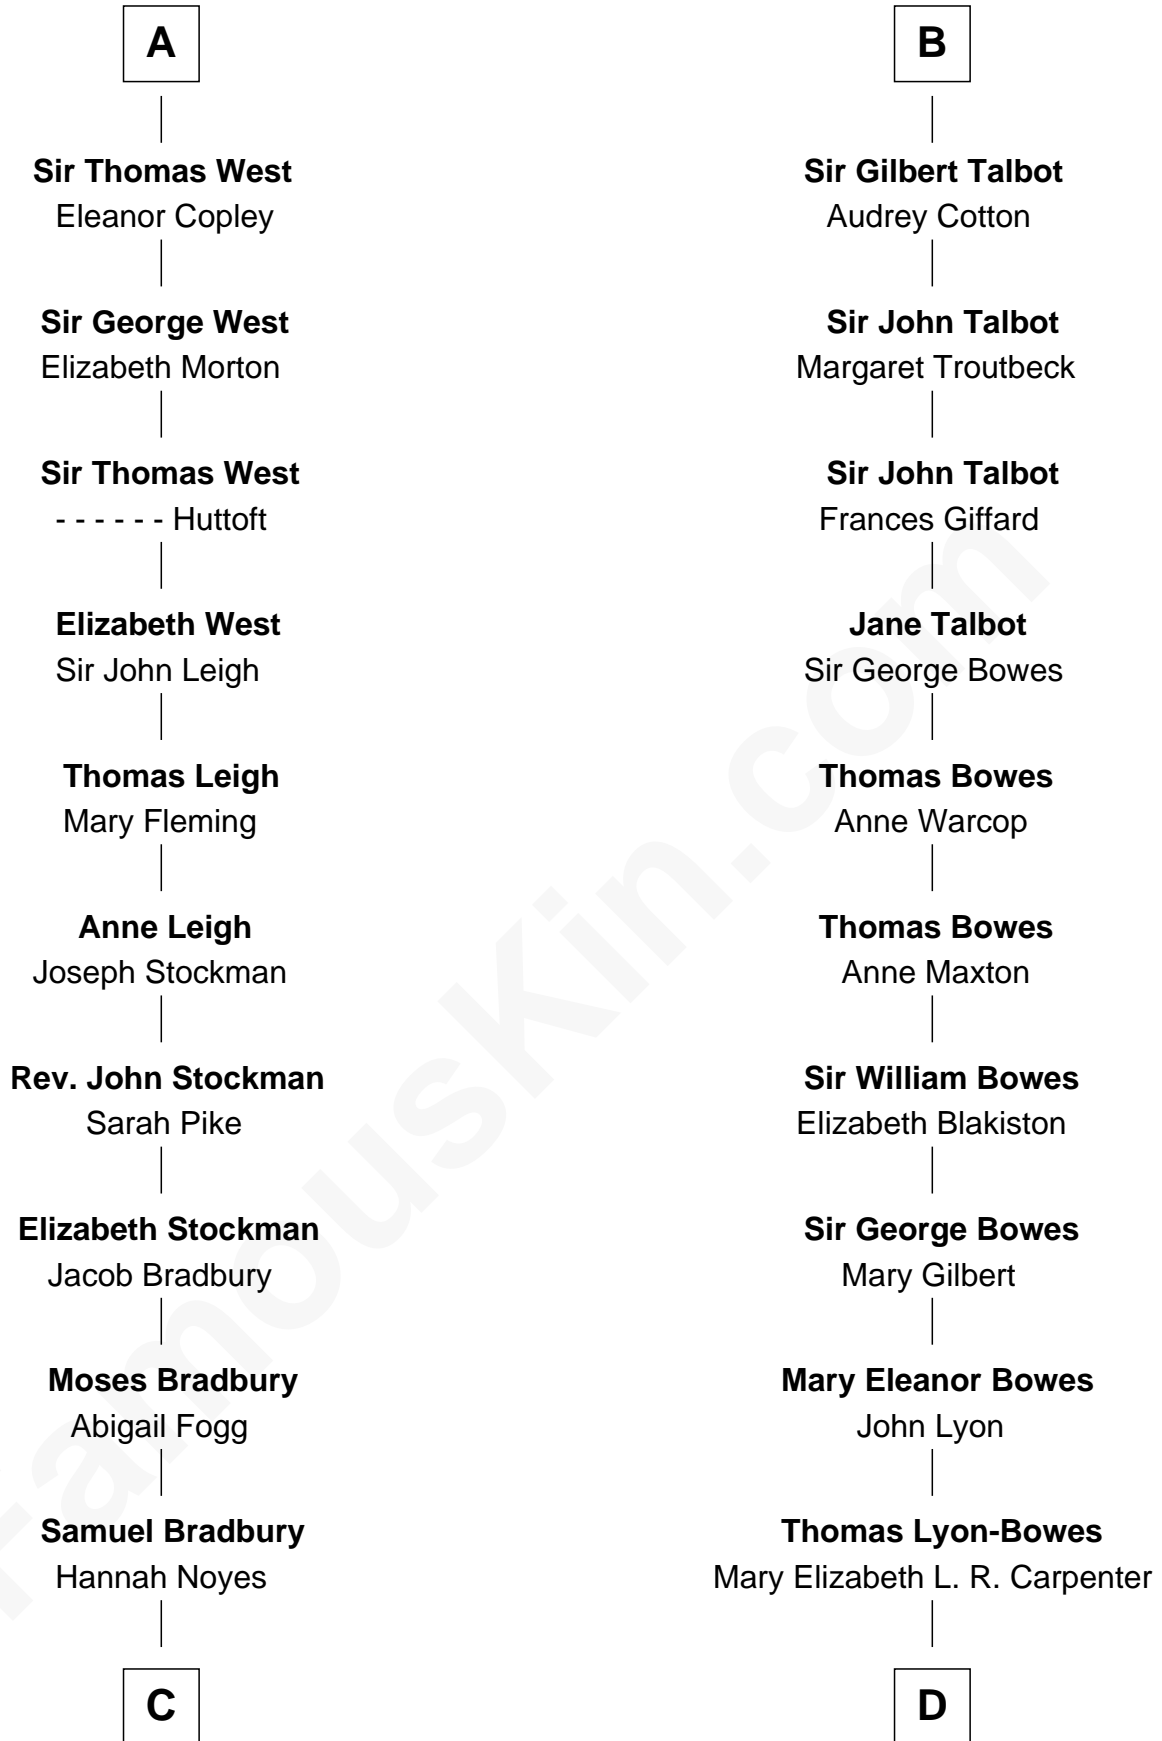 A
Sir Thomas West
Eleanor Copley
Sir George West
Elizabeth Morton
Sir Thomas West
- - - - - - Huttoft
Elizabeth West
Sir John Leigh
Thomas Leigh
Mary Fleming
Anne Leigh
Joseph Stockman
Rev. John Stockman
Sarah Pike
Elizabeth Stockman
Jacob Bradbury
Moses Bradbury
Abigail Fogg
Samuel Bradbury
Hannah Noyes
C
B
Sir Gilbert Talbot
Audrey Cotton
Sir John Talbot
Margaret Troutbeck
Sir John Talbot
Frances Giffard
Jane Talbot
Sir George Bowes
Thomas Bowes
Anne Warcop
Thomas Bowes
Anne Maxton
Sir William Bowes
Elizabeth Blakiston
Sir George Bowes
Mary Gilbert
Mary Eleanor Bowes
John Lyon
Thomas Lyon-Bowes
Mary Elizabeth L. R. Carpenter
D
FamousKin.com